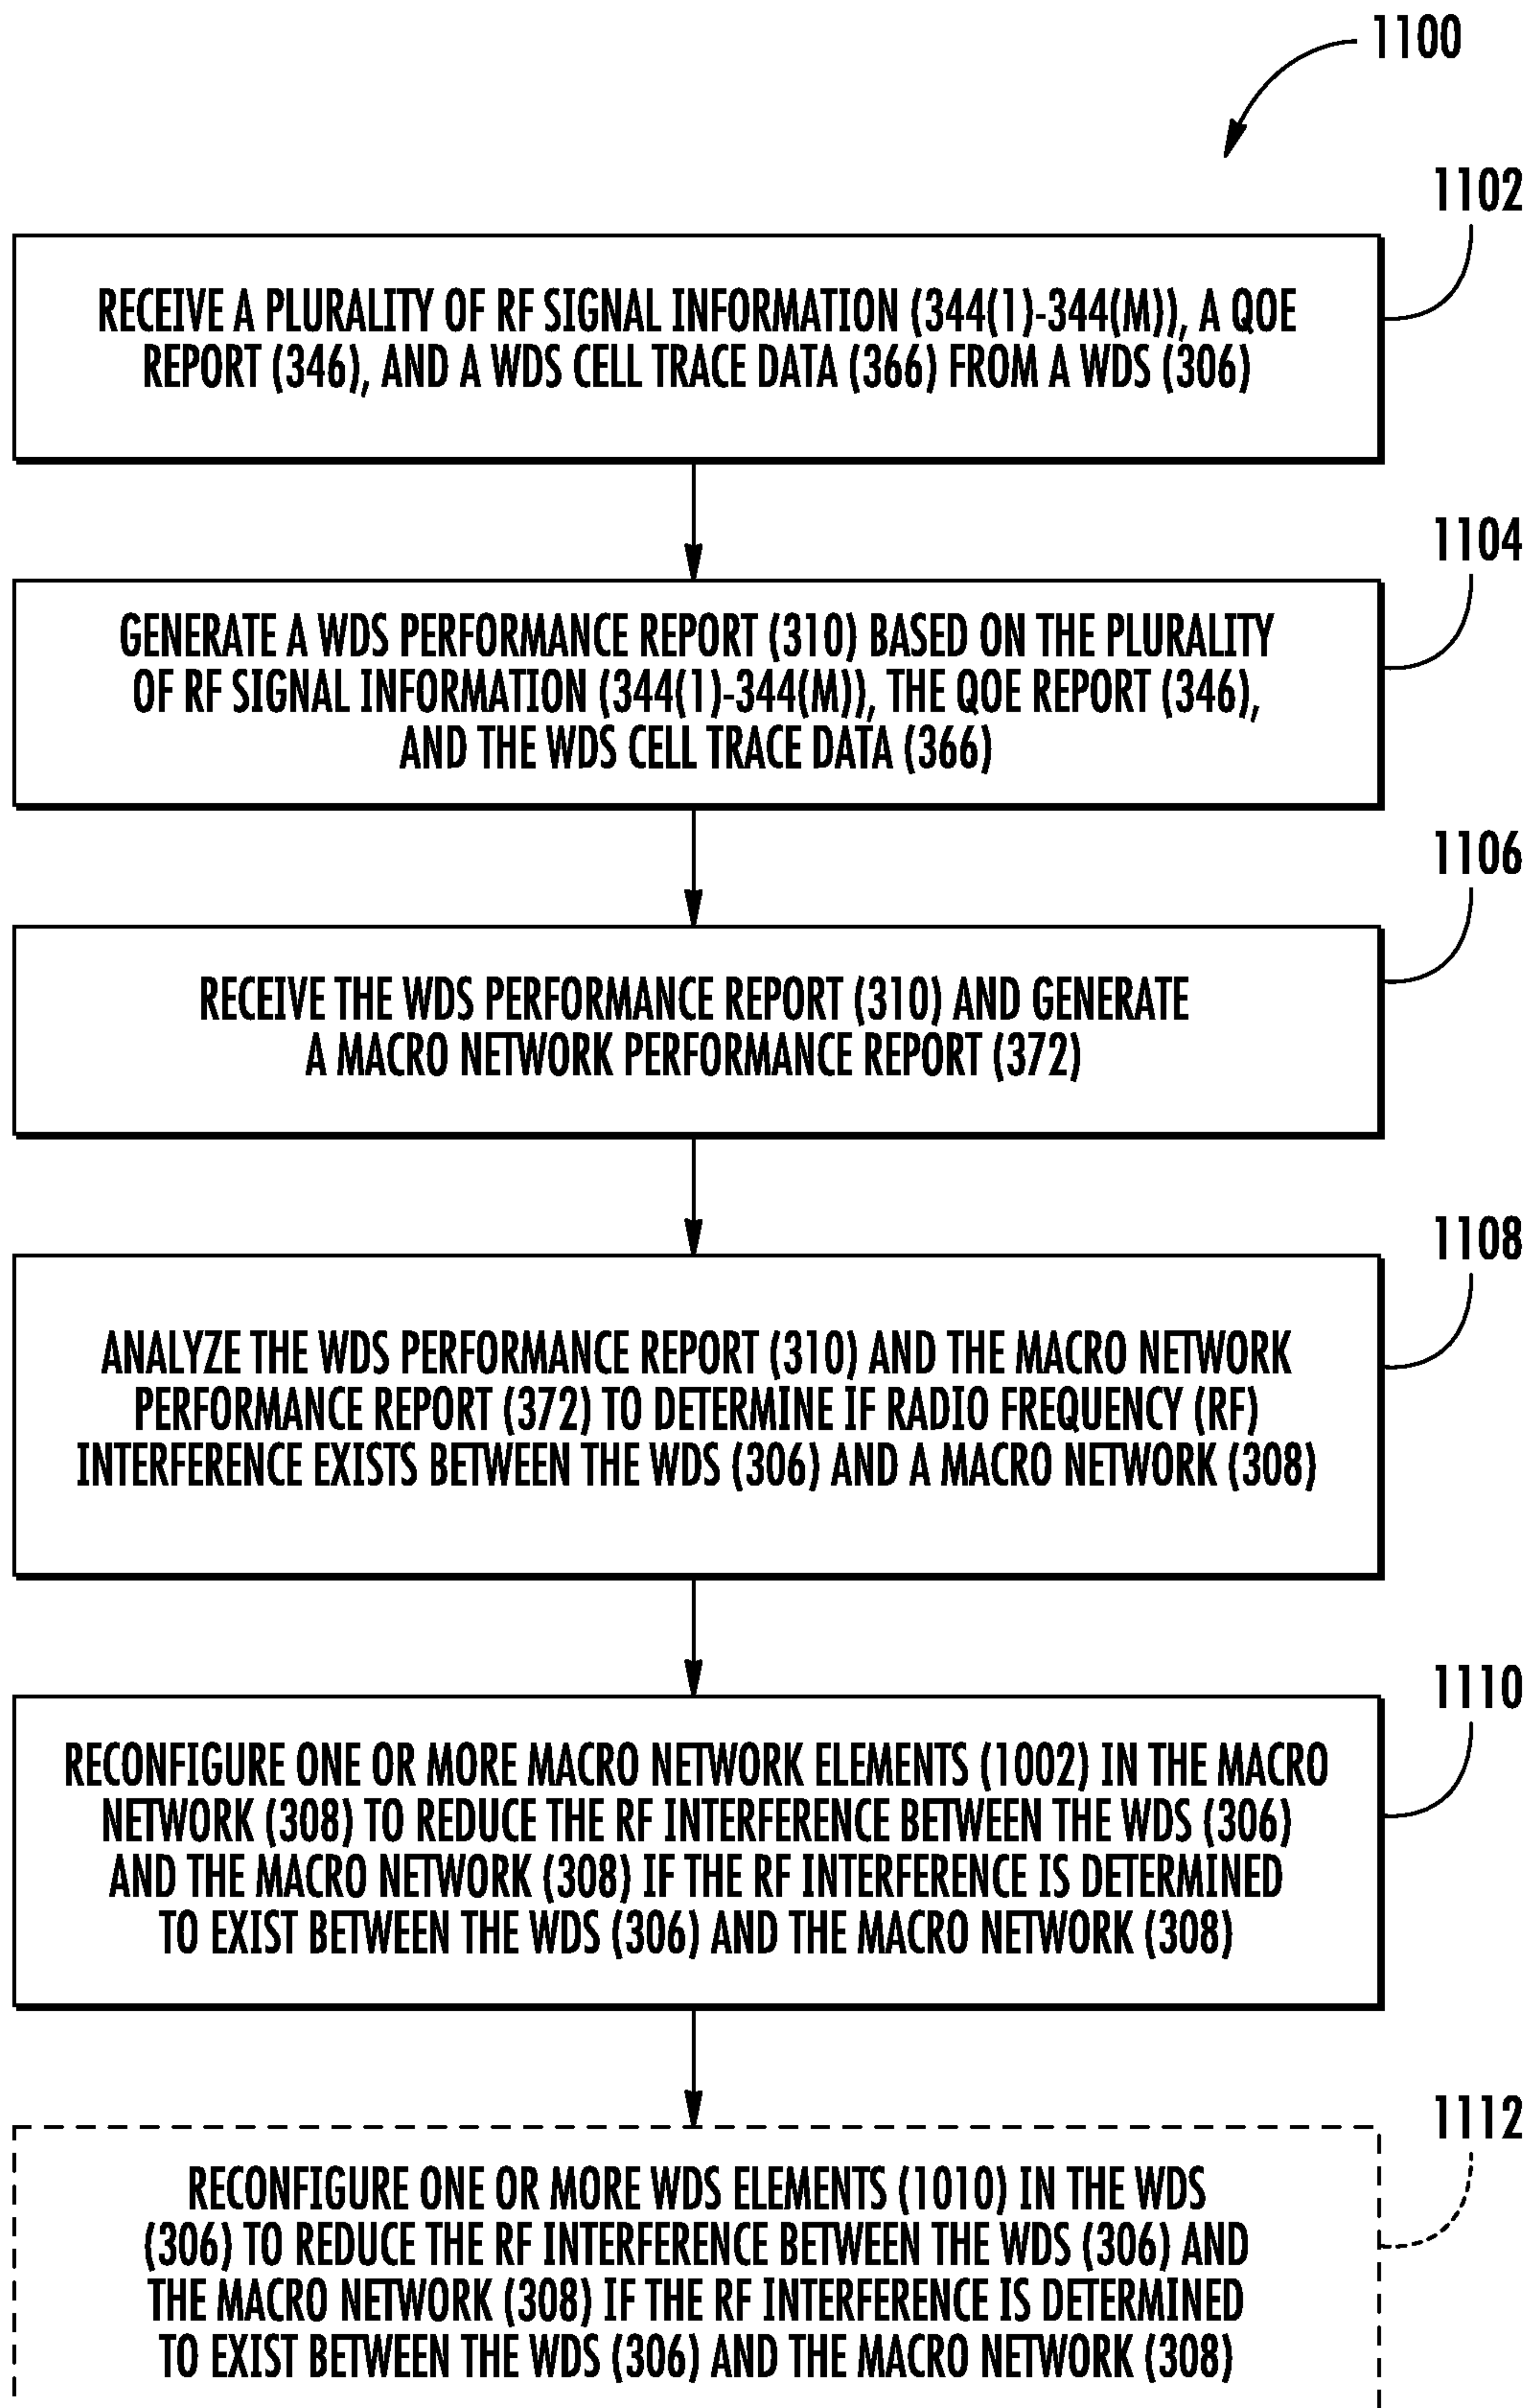 1100
1102
RECEIVE A PLURALITY OF RF SIGNAL INFORMATION (344(1)-344(M)), A QOE
REPORT (346), AND A WDS CELL TRACE DATA (366) FROM A WDS (306)
1104
GENERATE A WDS PERFORMANCE REPORT (310) BASED ON THE PLURALITY
OF RF SIGNAL INFORMATION (344(1)-344(M)), THE QOE REPORT (346),
AND THE WDS CELL TRACE DATA (366)
1106
RECEIVE THE WDS PERFORMANCE REPORT (310) AND GENERATE
A MACRO NETWORK PERFORMANCE REPORT (372)
1108
ANALYZE THE WDS PERFORMANCE REPORT (310) AND THE MACRO NETWORK
PERFORMANCE REPORT (372) TO DETERMINE IF RADIO FREQUENCY (RF)
INTERFERENCE EXISTS BETWEEN THE WDS (306) AND A MACRO NETWORK (308)
1110
RECONFIGURE ONE OR MORE MACRO NETWORK ELEMENTS (1002) IN THE MACRO
NETWORK (308) TO REDUCE THE RF INTERFERENCE BETWEEN THE WDS (306)
AND THE MACRO NETWORK (308) IF THE RF INTERFERENCE IS DETERMINED
TO EXIST BETWEEN THE WDS (306) AND THE MACRO NETWORK (308)
1112
RECONFIGURE ONE OR MORE WDS ELEMENTS (1010) IN THE WDS
(306) TO REDUCE THE RF INTERFERENCE BETWEEN THE WDS (306) AND
THE MACRO NETWORK (308) IF THE RF INTERFERENCE IS DETERMINED
TO EXIST BETWEEN THE WDS (306) AND THE MACRO NETWORK (308)